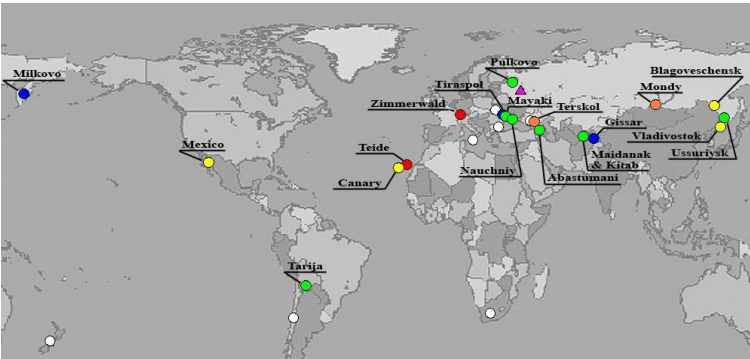 Milkovo
Pulkovo
Blagoveschensk
Tiraspol
Mondy
Zimmerwald
Mayaki
Terskol
Gissar
Vladivostok
Mexico
Teide
Maidanak
& Kitab
Ussuriysk
Nauchniy
Abastumani
Canary
Tarija